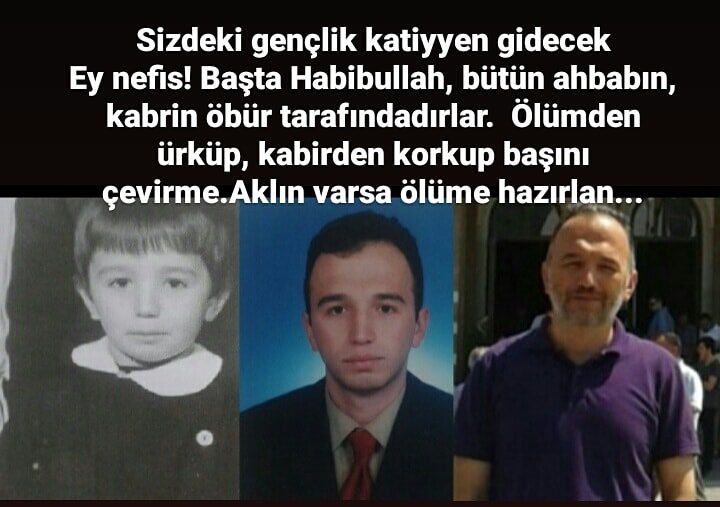 Sizdeki gençlik katiyyen gidecek
Ey nefis! Başta Habibullah, bütün ahbabın,
kabrin öbür tarafındadırlar. Ölümden
ürküp, kabirden korkup başını
çevirme.Aklın varsa ölüme hazırlan...